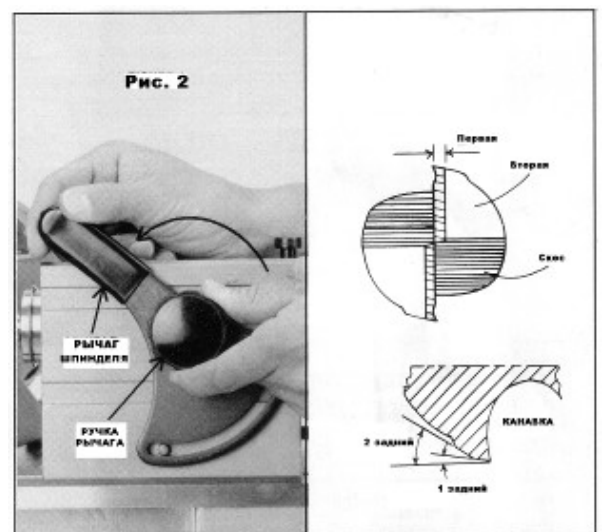 Рис. 2
РЫЧАГ
ШПИНДЕЛЯ
РУЧКА
РЫЧАГА
Первая
Вторая
Скос
КАНАВКА
2 задний
1 задний